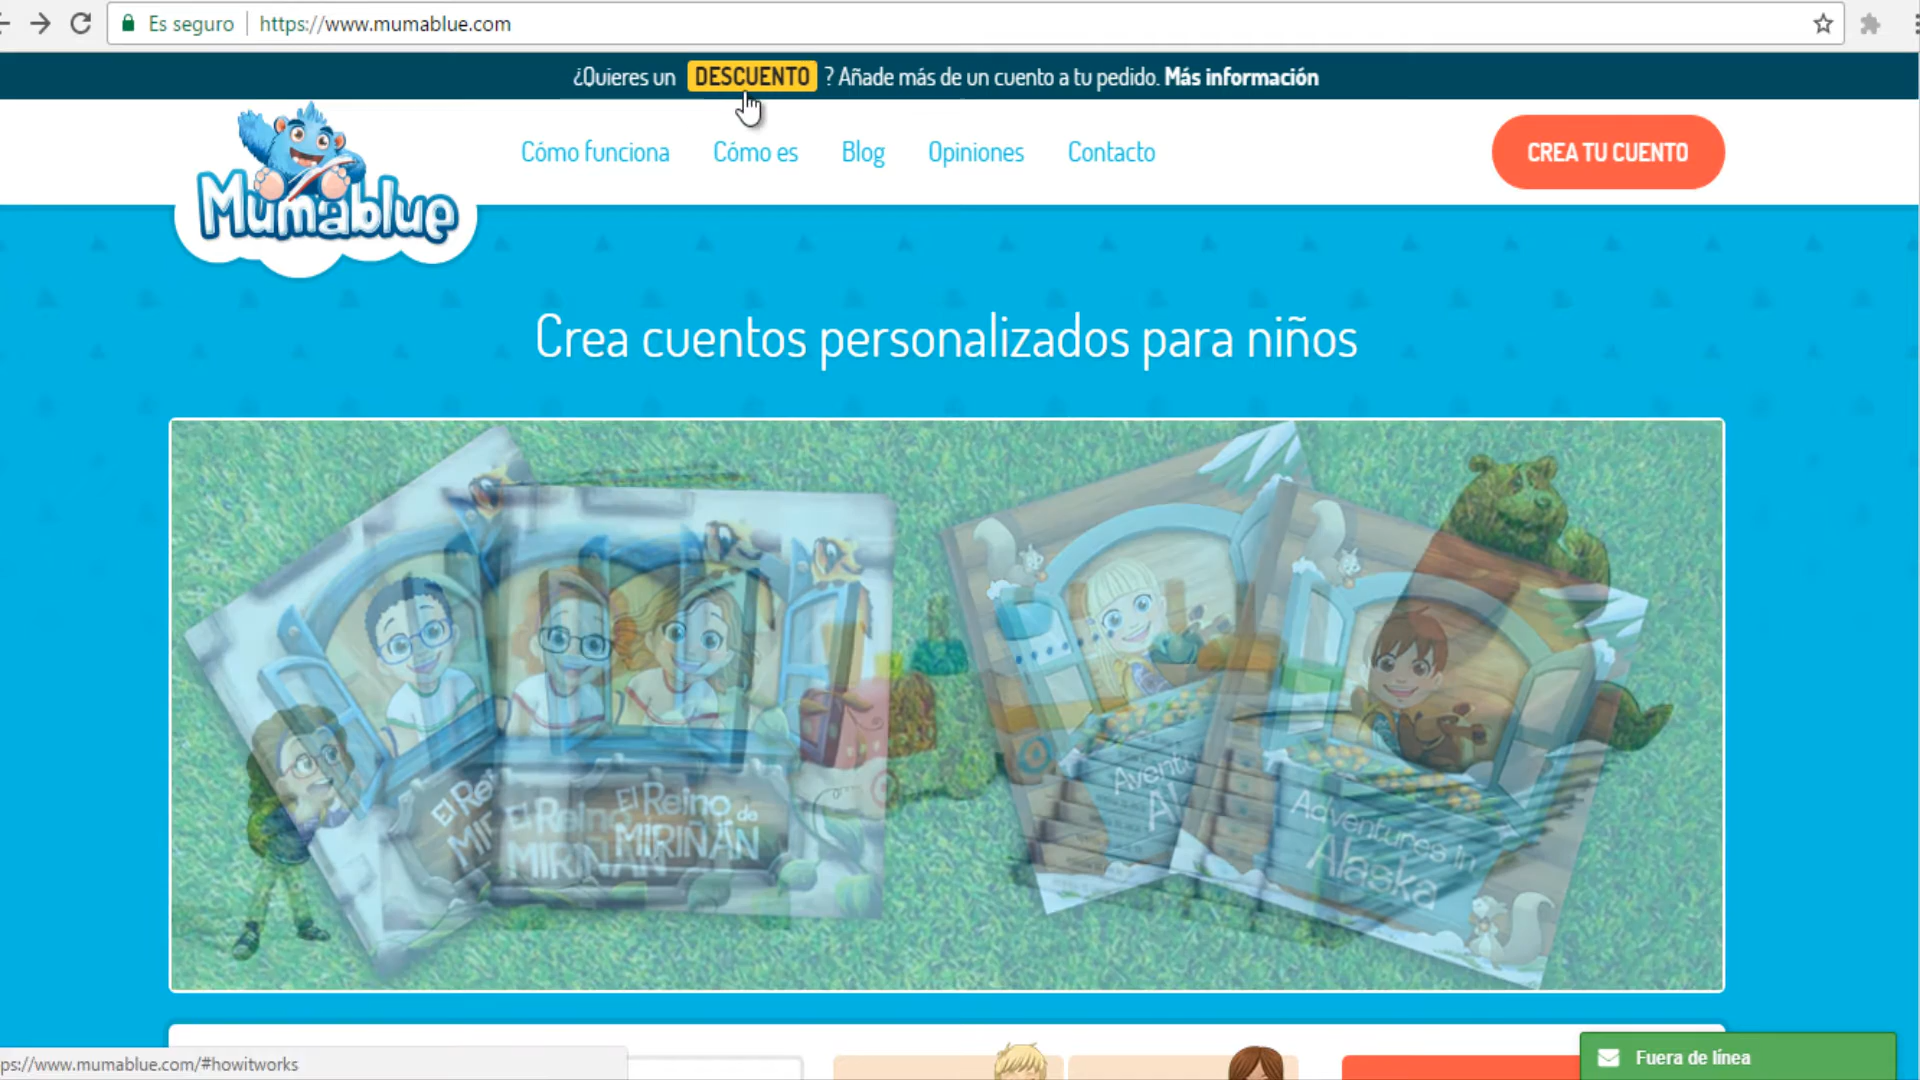 Es seguro
https://www.mumablue.com
¿Quieres un DESCUENTO ? Añade más de un cuento a tu pedido. Más información
Mumablue
Cómo funciona
Cómo es
Blog
Opiniones
Contacto
CREA TU CUENTO
Crea cuentos personalizados para niños
El Reino de
MIRIÑÁN
El Reino
Adventures in
Alaska
ps://www.mumablue.com/#howitworks
Fuera de línea